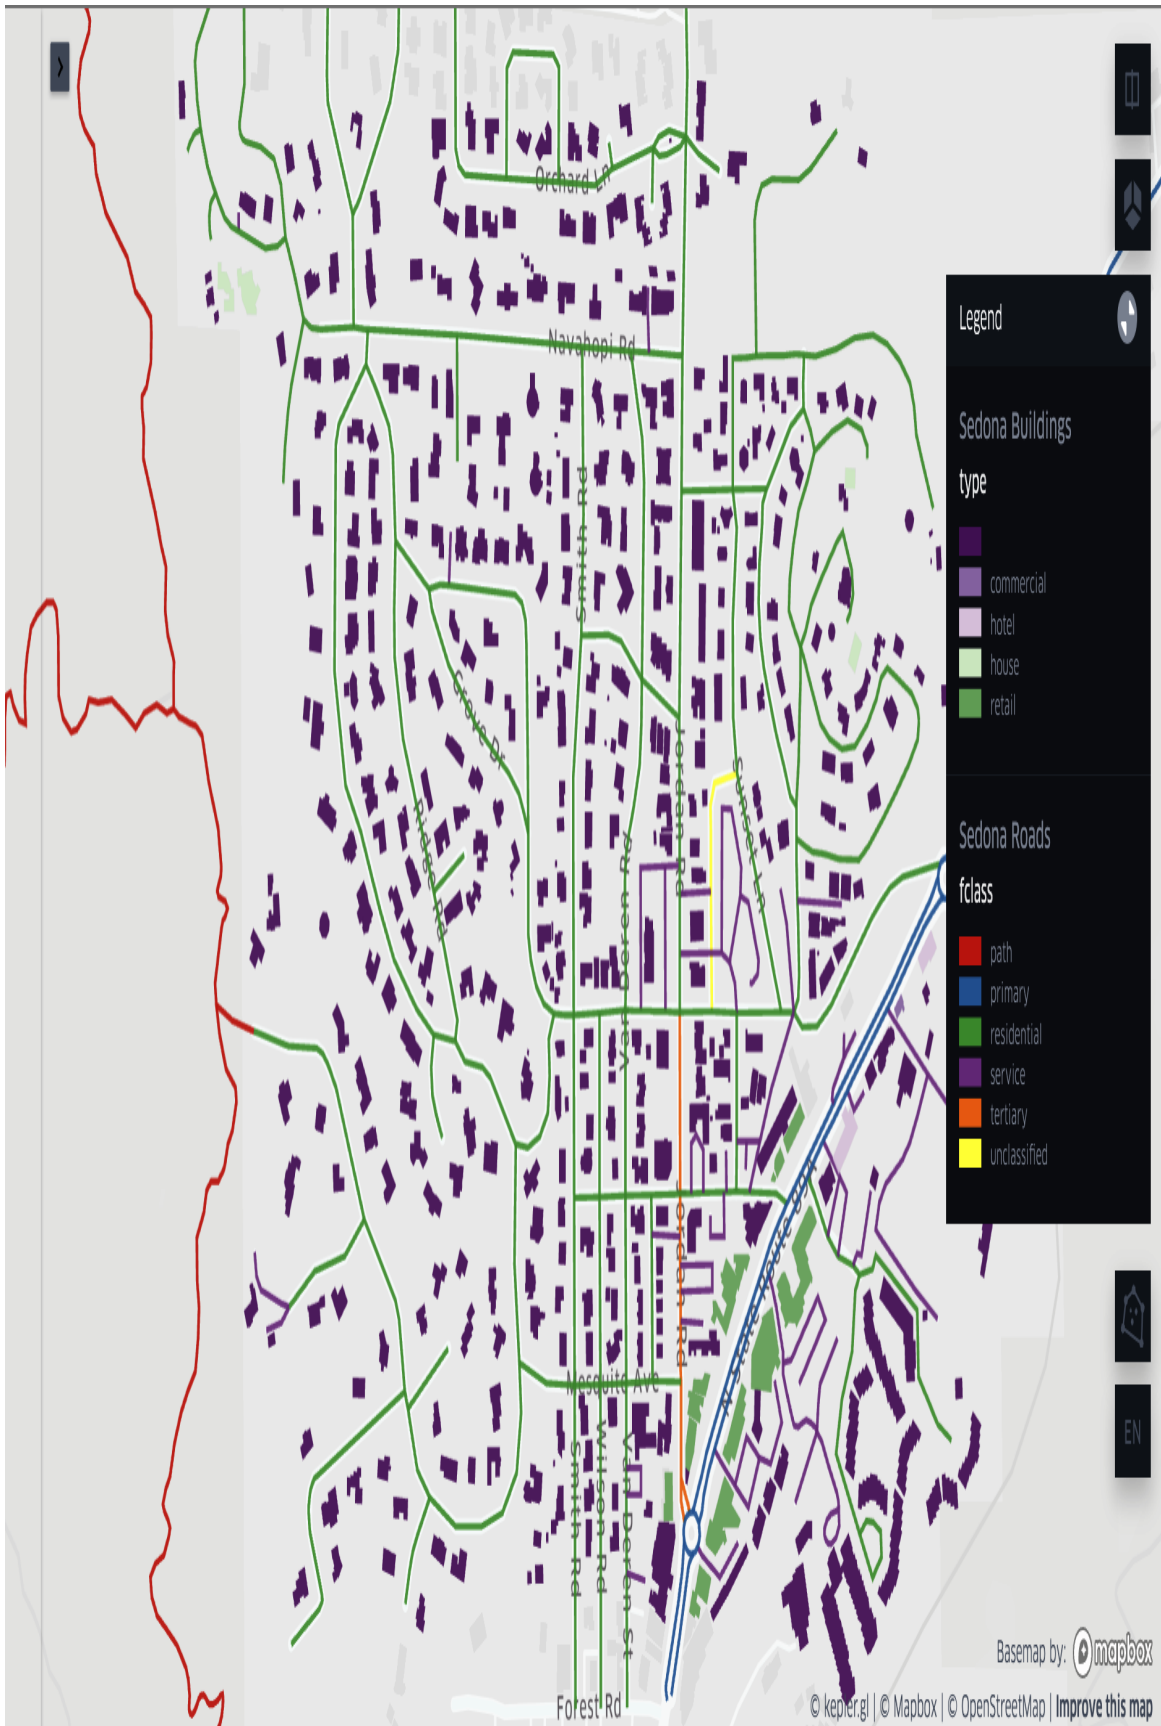 >
Orchard Ln
Navahopi Rd
Legend
Sedona Buildings
type
commercial
hotel
house
retail
Smith Rd
Crouse Dr
Jordan Rd
Sunset Ln
Ridge Rd
Van Deren Rd
Sedona Roads
fclass
path
primary
residential
service
tertiary
unclassified
Jordan Rd
N State Route 89A
Mesquite Ave
Smith Rd
Wilson Rd
Van Deren St
EN
Basemap by: mapbox
Forest Rd
© kepler.gl | © Mapbox | © OpenStreetMap | Improve this map